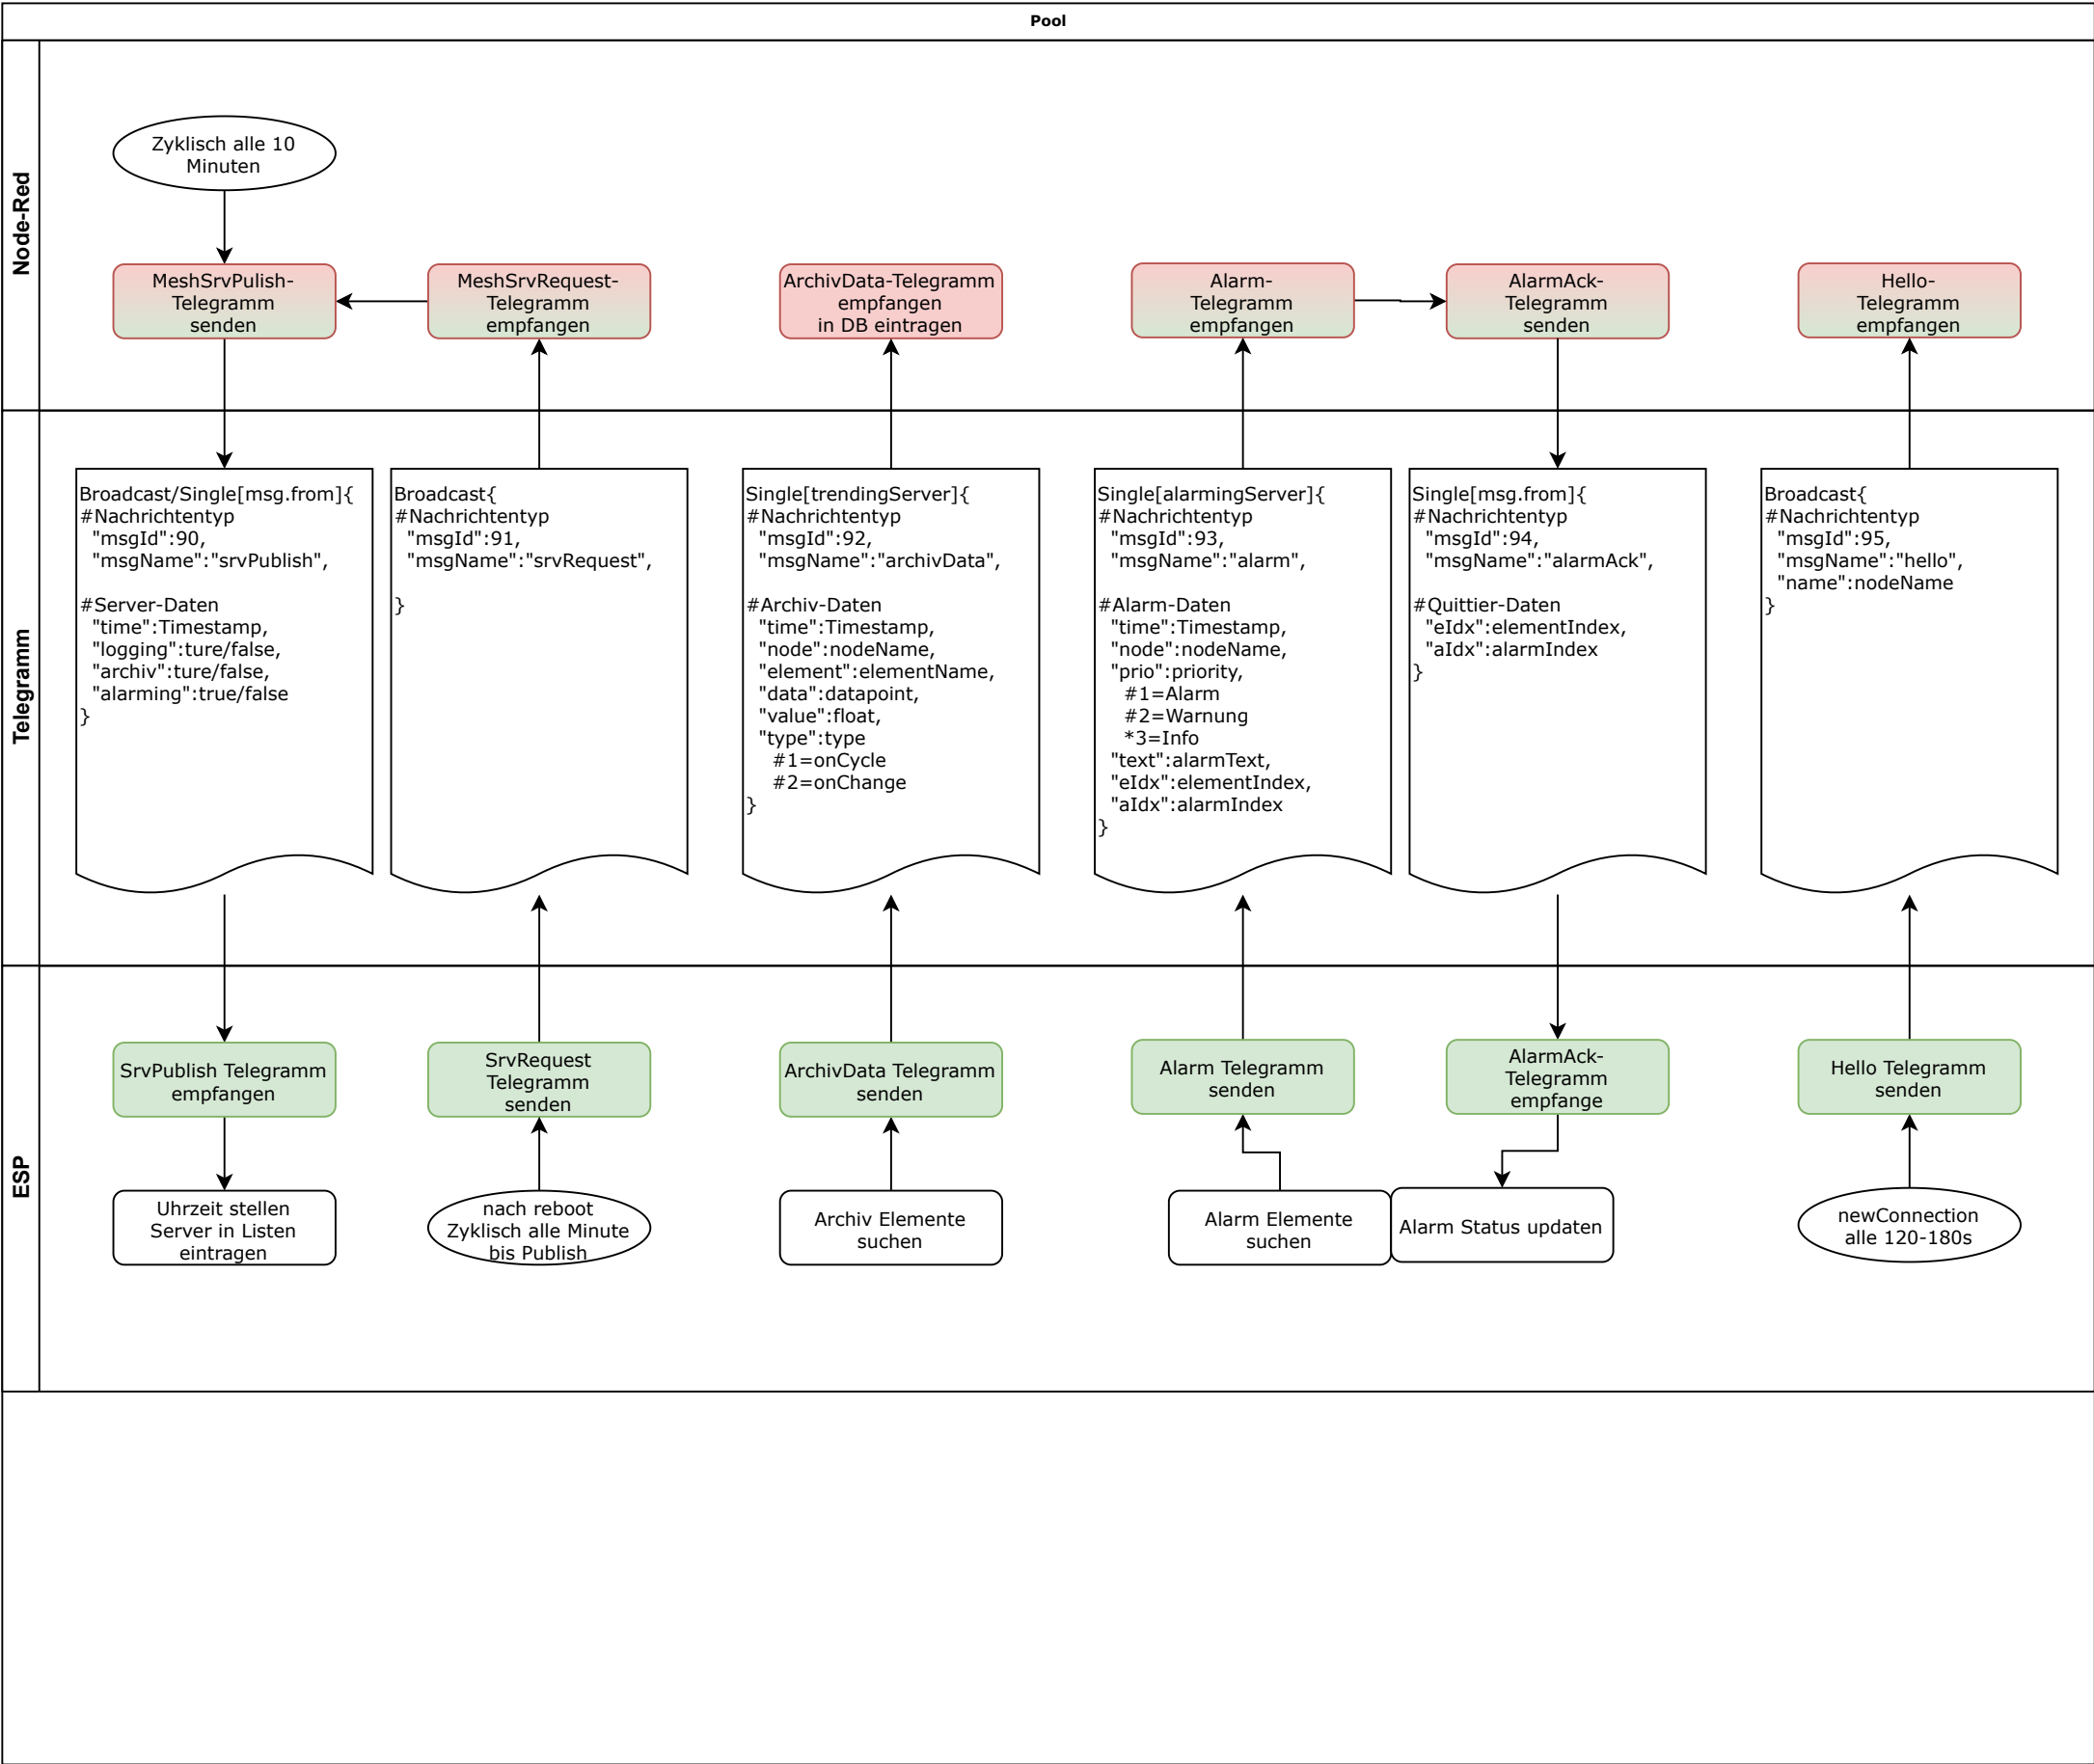 Pool
Node-Red
Zyklisch alle 10
Minuten
MeshSrvPulish-
Telegramm
senden
MeshSrvRequest-
Telegramm
empfangen
ArchivData-Telegramm
empfangen
in DB eintragen
Alarm-
Telegramm
empfangen
AlarmAck-
Telegramm
senden
Hello-
Telegramm
empfangen
Telegramm
Broadcast/Single[msg.from]{
#Nachrichtentyp
"msgId":90,
"msgName":"srvPublish",
#Server-Daten
"time":Timestamp,
"logging":ture/false,
"archiv":ture/false,
"alarming":true/false
}
Broadcast{
#Nachrichtentyp
"msgId":91,
"msgName":"srvRequest",
}
Single[trendingServer]{
#Nachrichtentyp
"msgId":92,
"msgName":"archivData",
#Archiv-Daten
"time":Timestamp,
"node":nodeName,
"element":elementName,
"data":datapoint,
"value":float,
"type":type
#1=onCycle
#2=onChange
}
Single[alarmingServer]{
#Nachrichtentyp
"msgId":93,
"msgName":"alarm",
#Alarm-Daten
"time":Timestamp,
"node":nodeName,
"prio":priority,
#1=Alarm
#2=Warnung
*3=Info
"text":alarmText,
"eIdx":elementIndex,
"aIdx":alarmIndex
}
Single[msg.from]{
#Nachrichtentyp
"msgId":94,
"msgName":"alarmAck",
#Quittier-Daten
"eIdx":elementIndex,
"aIdx":alarmIndex
}
Broadcast{
#Nachrichtentyp
"msgId":95,
"msgName":"hello",
"name":nodeName
}
ESP
SrvPublish Telegramm
empfangen
SrvRequest
Telegramm
senden
ArchivData Telegramm
senden
Alarm Telegramm
senden
AlarmAck-
Telegramm
empfange
Hello Telegramm
senden
Uhrzeit stellen
Server in Listen
eintragen
nach reboot
Zyklisch alle Minute
bis Publish
Archiv Elemente
suchen
Alarm Elemente
suchen
Alarm Status updaten
newConnection
alle 120-180s